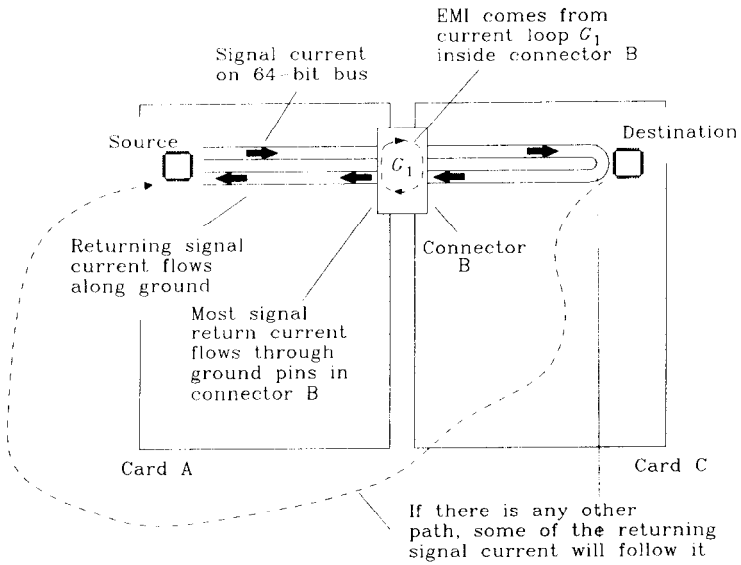 EMI comes from
current loop G1
inside connector B
Signal current
on 64-bit bus
Source
Destination
G1
Returning signal
current flows
along ground
Connector
B
Most signal
return current
flows through
ground pins in
connector B
Card A
Card C
If there is any other
path, some of the returning
signal current will follow it